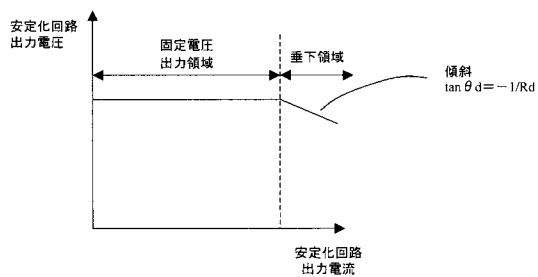 安定化回路
出力電圧
固定電圧
出力領域
垂下領域
傾斜
tan θ d＝－1/Rd
安定化回路
出力電流